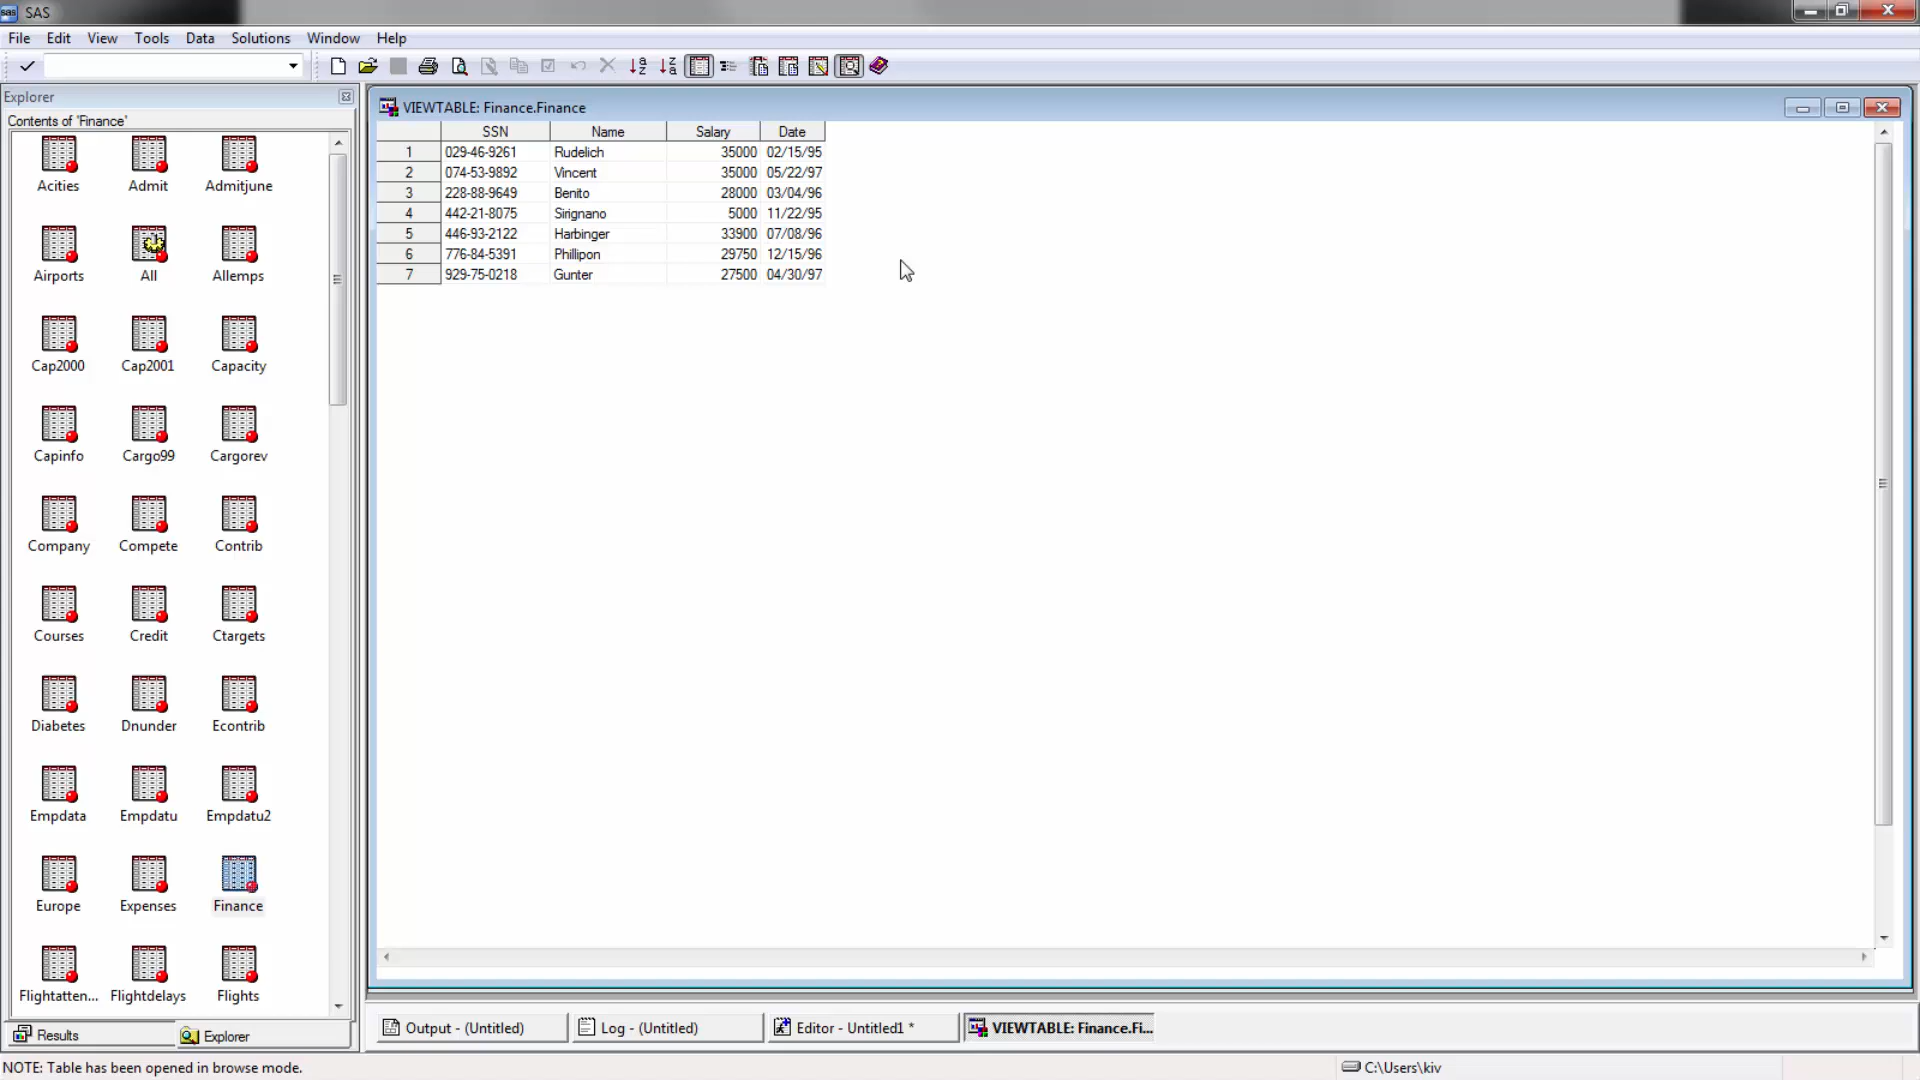 SAS
File Edit View Tools Data Solutions Window Help
Explorer
Contents of 'Finance'
Acities Admit Admitjune
Airports All Allemps
Cap2000 Cap2001 Capacity
Capinfo Cargo99 Cargorev
Company Compete Contrib
Courses Credit Ctargets
Diabetes Dnunder Econtrib
Empdata Empdatu Empdatu2
Europe Expenses Finance
Flightatten... Flightdelays Flights
Results Explorer
VIEWTABLE: Finance.Finance
SSN Name Salary Date
1 029-46-9261 Rudelich 35000 02/15/95
2 074-53-9892 Vincent 35000 05/22/97
3 228-88-9649 Benito 28000 03/04/96
4 442-21-8075 Sirignano 5000 11/22/95
5 446-93-2122 Harbinger 33900 07/08/96
6 776-84-5391 Phillipon 29750 12/15/96
7 929-75-0218 Gunter 27500 04/30/97
Output - (Untitled) Log - (Untitled) Editor - Untitled1 * VIEWTABLE: Finance.Fi...
NOTE: Table has been opened in browse mode. C:\Users\kiv